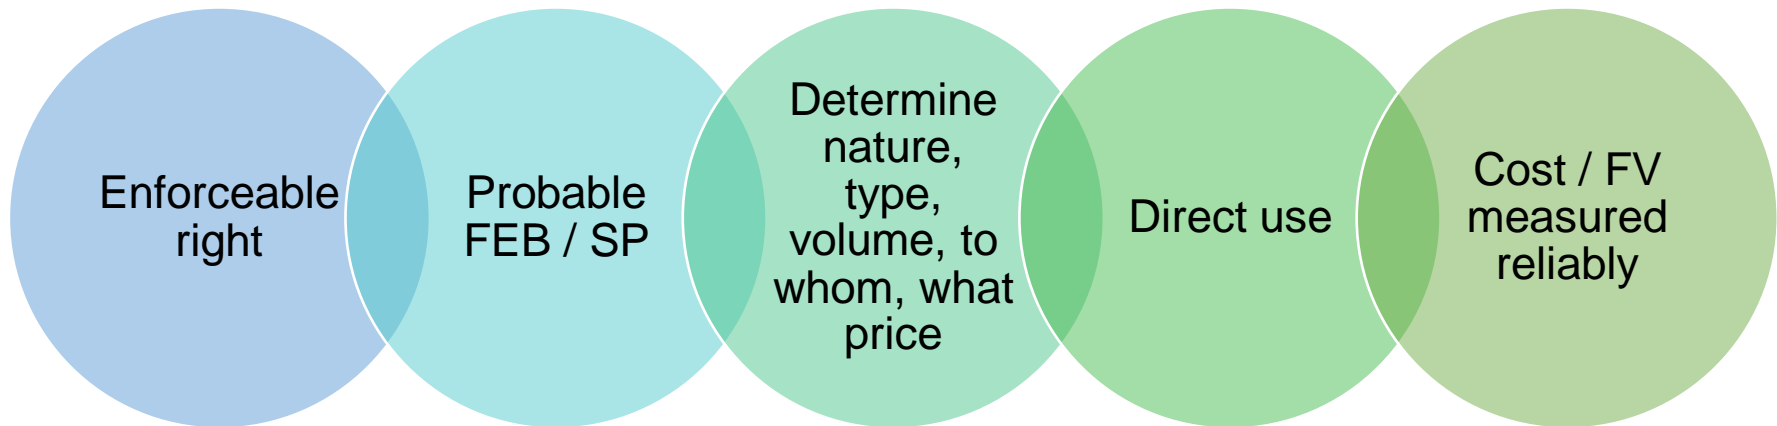 Enforceable
right
Probable
FEB / SP
Determine
nature,
type,
volume, to
whom, what
price
Direct use
Cost / FV
measured
reliably